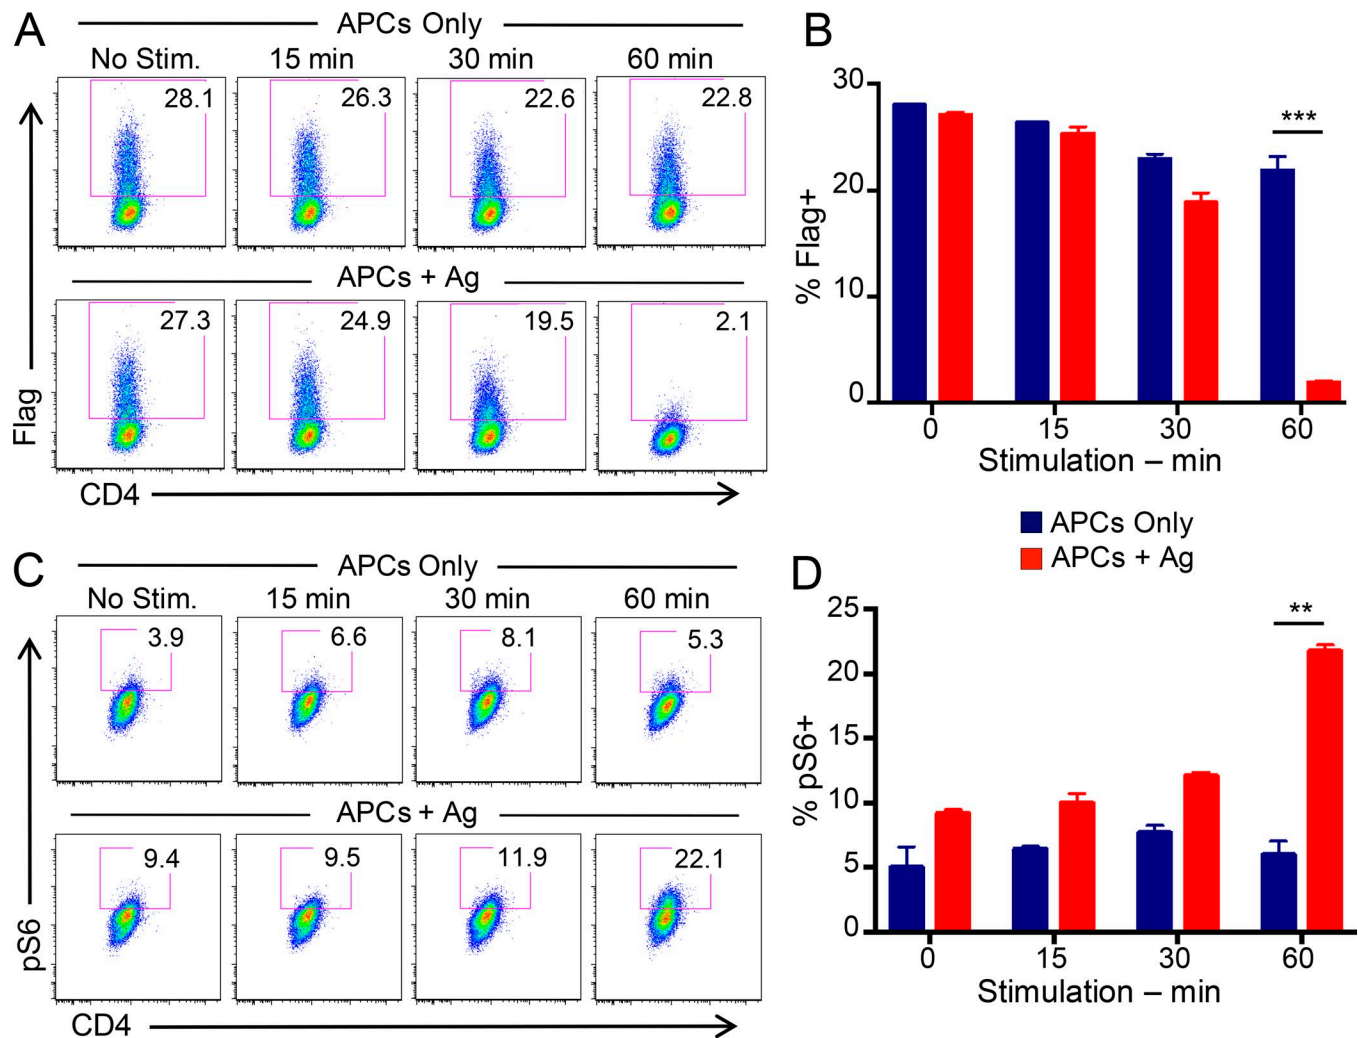 A
APCs Only
No Stim.
15 min
30 min
60 min
28.1
26.3
22.6
22.8
APCs + Ag
27.3
24.9
19.5
2.1
Flag
CD4
B
% Flag+
30
20
10
0
***
0
15
30
60
Stimulation – min
APCs Only
APCs + Ag
C
APCs Only
No Stim.
15 min
30 min
60 min
3.9
6.6
8.1
5.3
APCs + Ag
9.4
9.5
11.9
22.1
pS6
CD4
D
% pS6+
25
20
15
10
5
0
**
0
15
30
60
Stimulation – min